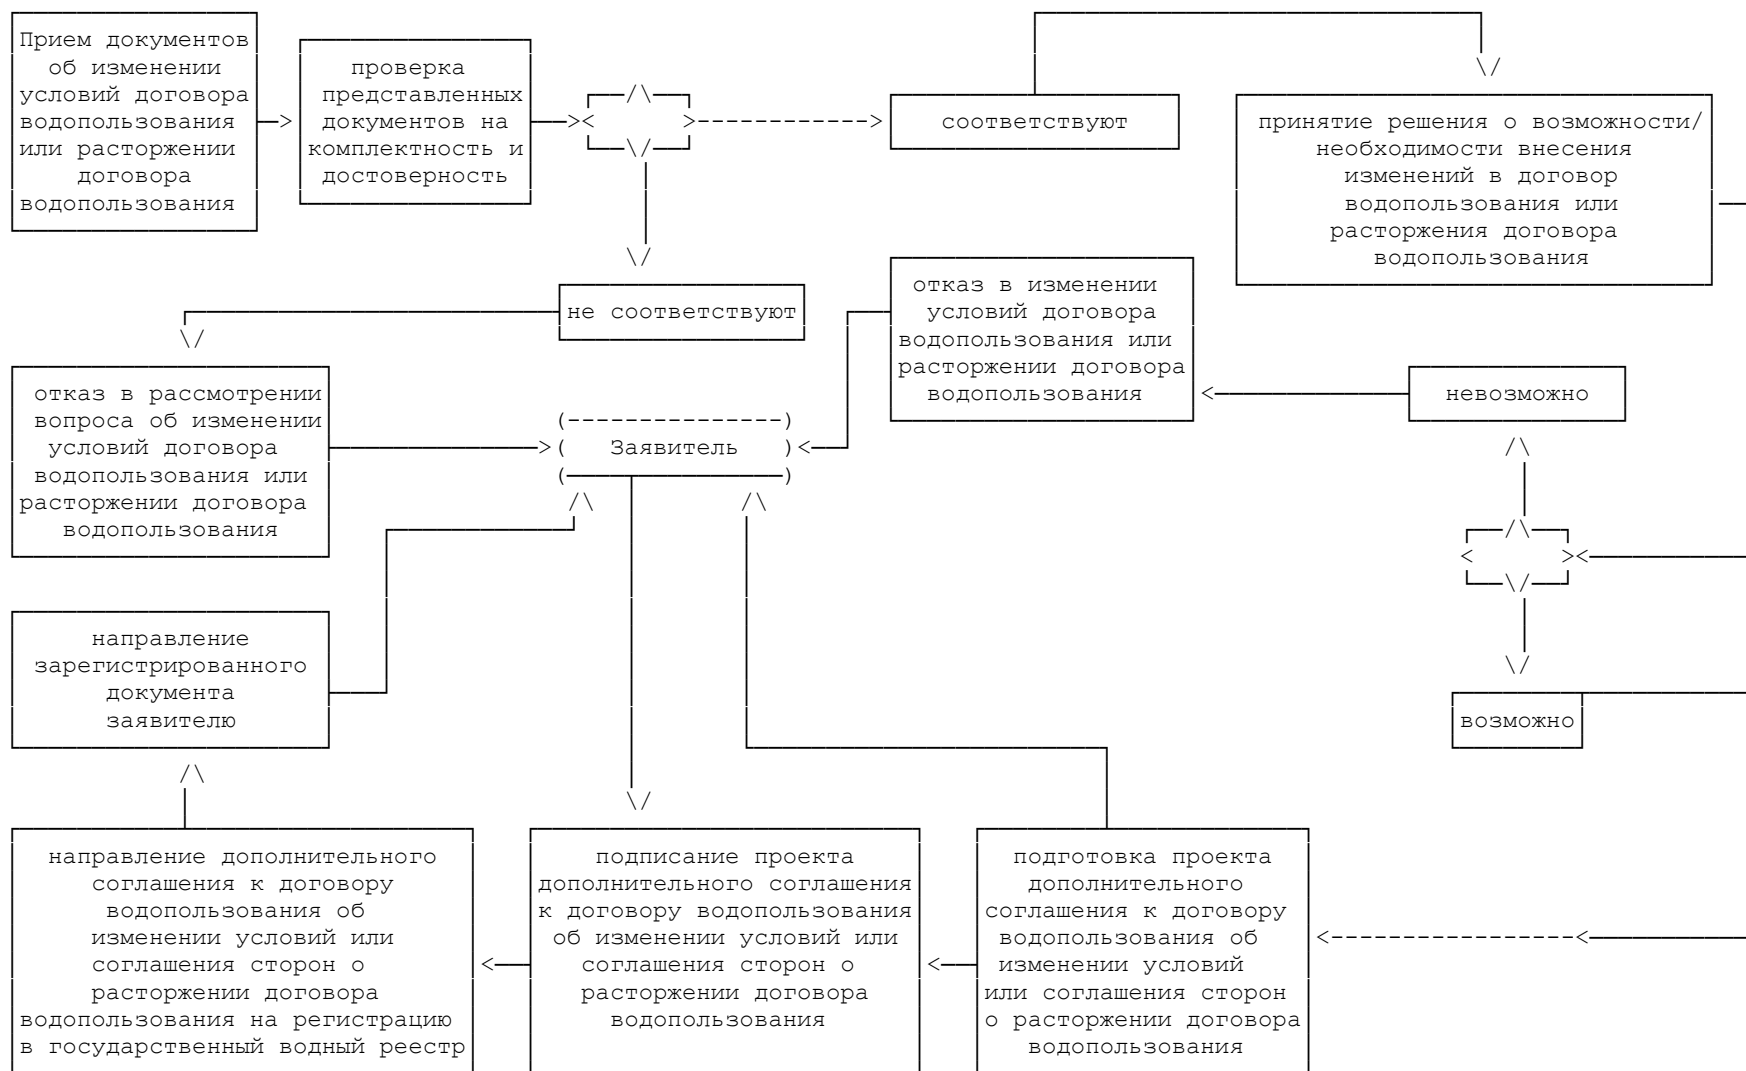 Прием документов
об изменении
условий договора
водопользования
или расторжении
договора
водопользования
проверка
представленных
документов на
комплектность и
достоверность
соответствуют
принятие решения о возможности/
необходимости внесения
изменений в договор
водопользования или
расторжения договора
водопользования
не соответствуют
отказ в изменении
условий договора
водопользования или
расторжении договора
водопользования
невозможно
отказ в рассмотрении
вопроса об изменении
условий договора
водопользования или
расторжении договора
водопользования
Заявитель
направление
зарегистрированного
документа
заявителю
возможно
направление дополнительного
соглашения к договору
водопользования об
изменении условий или
соглашения сторон о
расторжении договора
водопользования на регистрацию
в государственный водный реестр
подписание проекта
дополнительного соглашения
к договору водопользования
об изменении условий или
соглашения сторон о
расторжении договора
водопользования
подготовка проекта
дополнительного
соглашения к договору
водопользования об
изменении условий
или соглашения сторон
о расторжении договора
водопользования